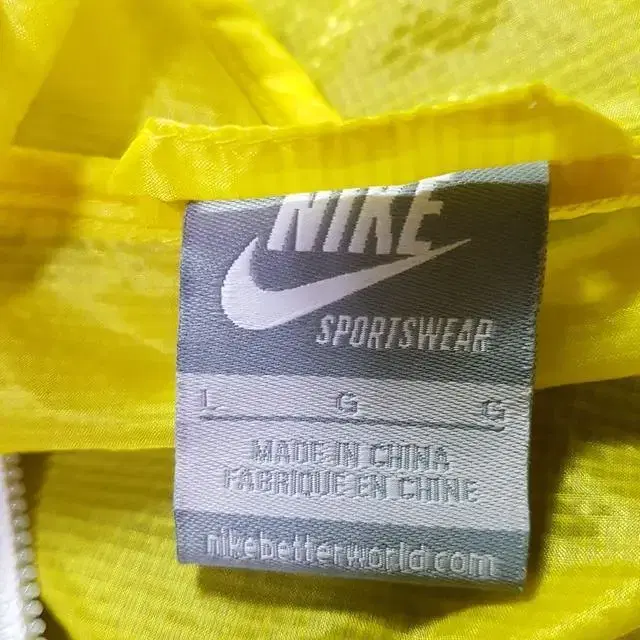 NIKE
SPORTSWEAR
L G G
MADE IN CHINA
FABRIQUE EN CHINE
nikebetterworld.com